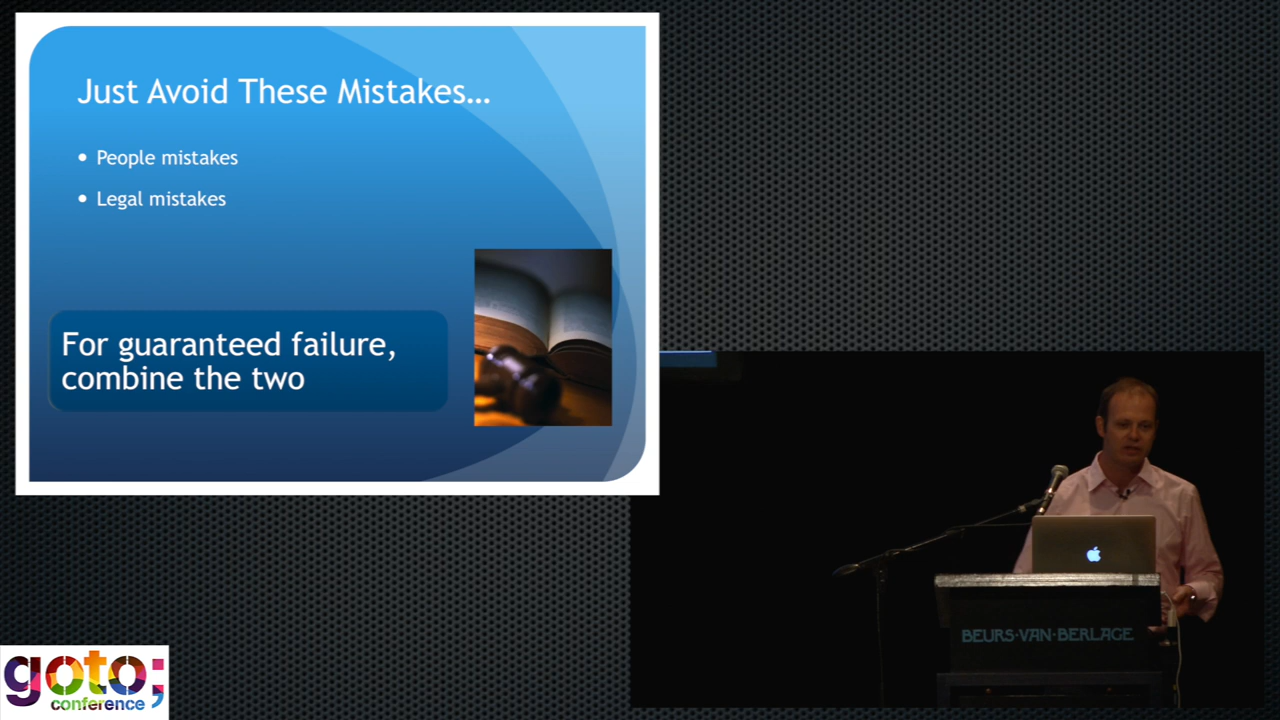 Just Avoid These Mistakes...
• People mistakes
• Legal mistakes
For guaranteed failure,
combine the two
BEURS·VAN·BERLAGE
goto;
conference